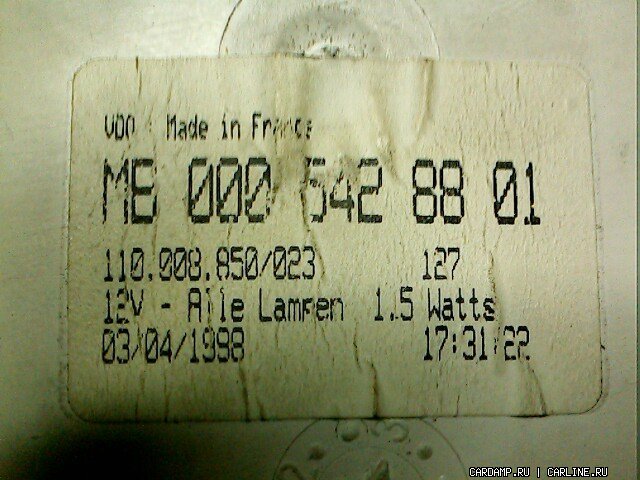 VDO Made in France
MB 000 542 88 01
110.008.850/023 127
12V - Alle Lampen 1.5 Watts
03/04/1998 17:31:22
CARDAMP.RU | CARLINE.RU